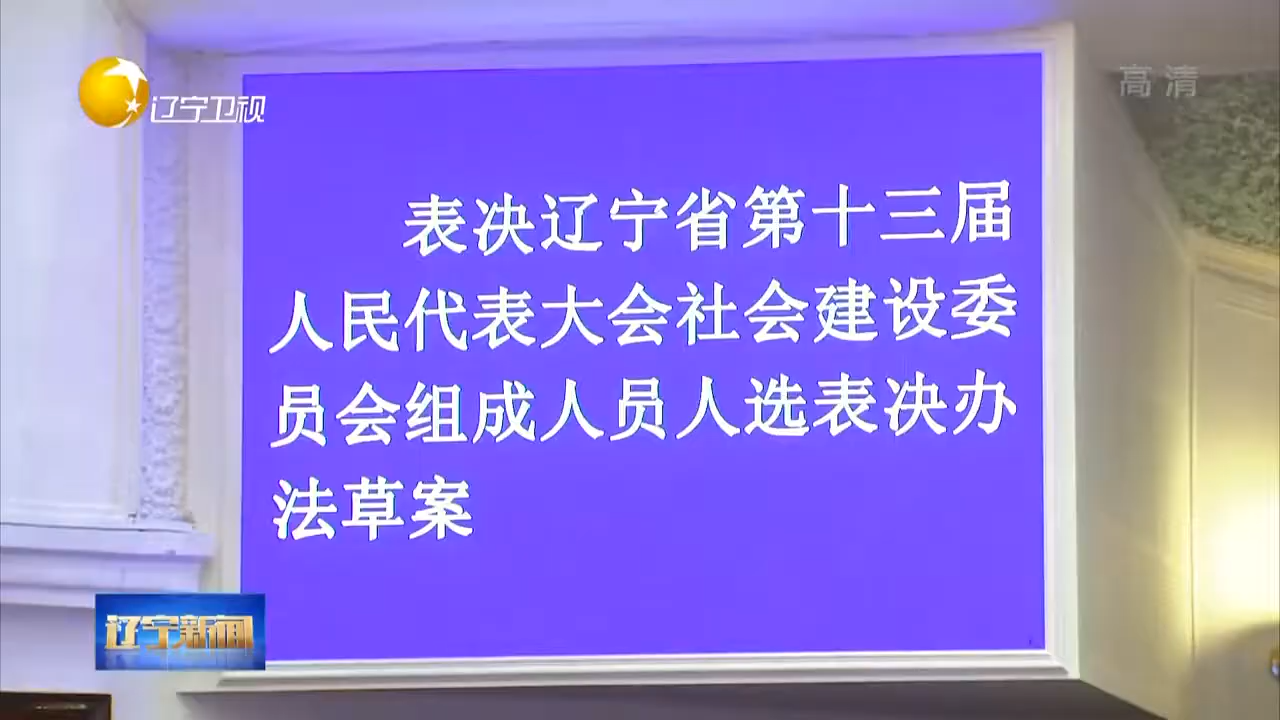 辽宁卫视
高清
表决辽宁省第十三届
人民代表大会社会建设委
员会组成人员人选表决办
法草案
辽宁新闻